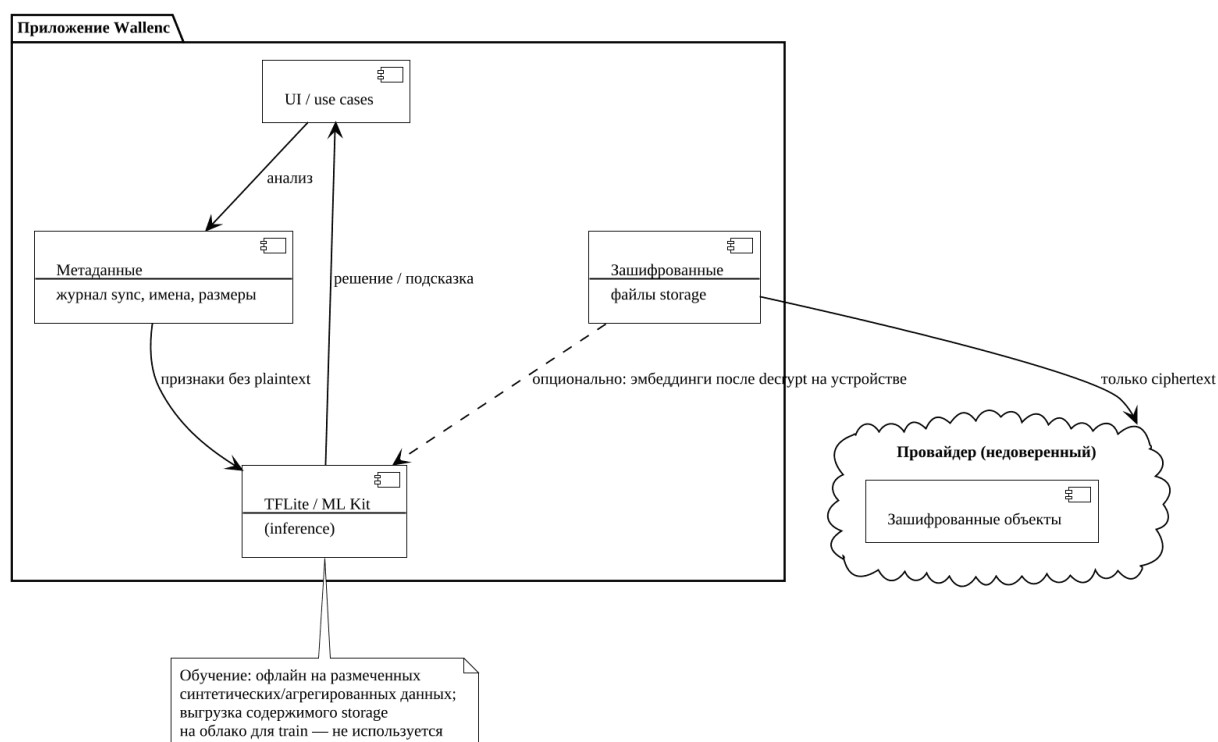 Приложение Wallenc
UI / use cases
анализ
Метаданные
журнал sync, имена, размеры
решение / подсказка
Зашифрованные
файлы storage
признаки без plaintext
опционально: эмбеддинги после decrypt на устройстве
только ciphertext
Провайдер (недоверенный)
Зашифрованные объекты
TFLite / ML Kit
(inference)
Обучение: офлайн на размеченных
синтетических/агрегированных данных;
выгрузка содержимого storage
на облако для train — не используется